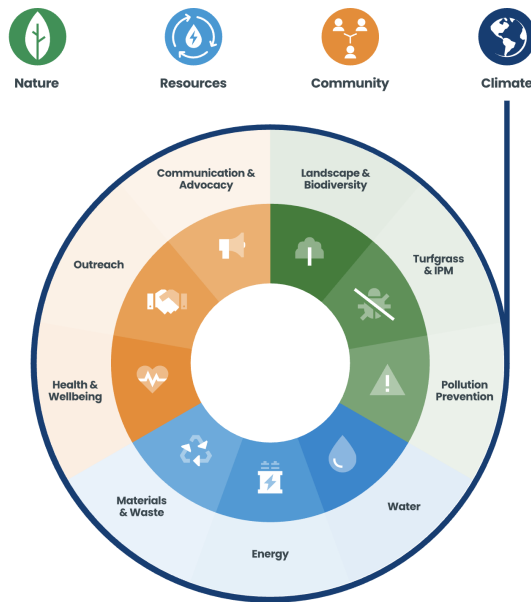 Nature
Resources
Community
Climate
Communication &
Advocacy
Landscape &
Biodiversity
Outreach
Turfgrass
& IPM
Health &
Wellbeing
Pollution
Prevention
Materials
& Waste
Water
Energy